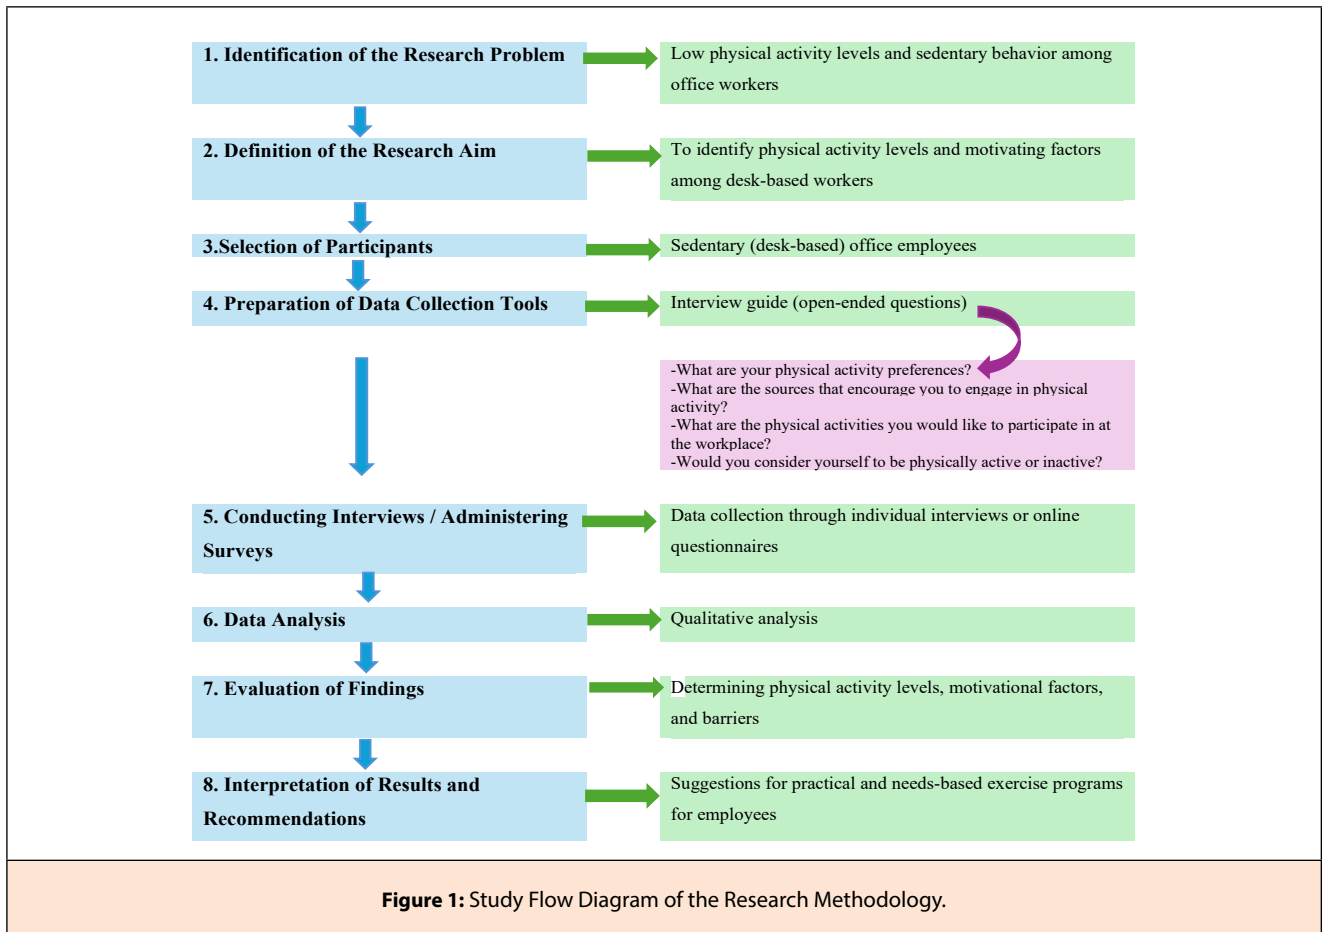 1. Identification of the Research Problem
Low physical activity levels and sedentary behavior among
office workers
2. Definition of the Research Aim
To identify physical activity levels and motivating factors
among desk-based workers
3.Selection of Participants
Sedentary (desk-based) office employees
4. Preparation of Data Collection Tools
Interview guide (open-ended questions)
-What are your physical activity preferences?
-What are the sources that encourage you to engage in physical
activity?
-What are the physical activities you would like to participate in at
the workplace?
-Would you consider yourself to be physically active or inactive?
5. Conducting Interviews / Administering
Surveys
Data collection through individual interviews or online
questionnaires
6. Data Analysis
Qualitative analysis
7. Evaluation of Findings
Determining physical activity levels, motivational factors,
and barriers
8. Interpretation of Results and
Recommendations
Suggestions for practical and needs-based exercise programs
for employees
Figure 1: Study Flow Diagram of the Research Methodology.